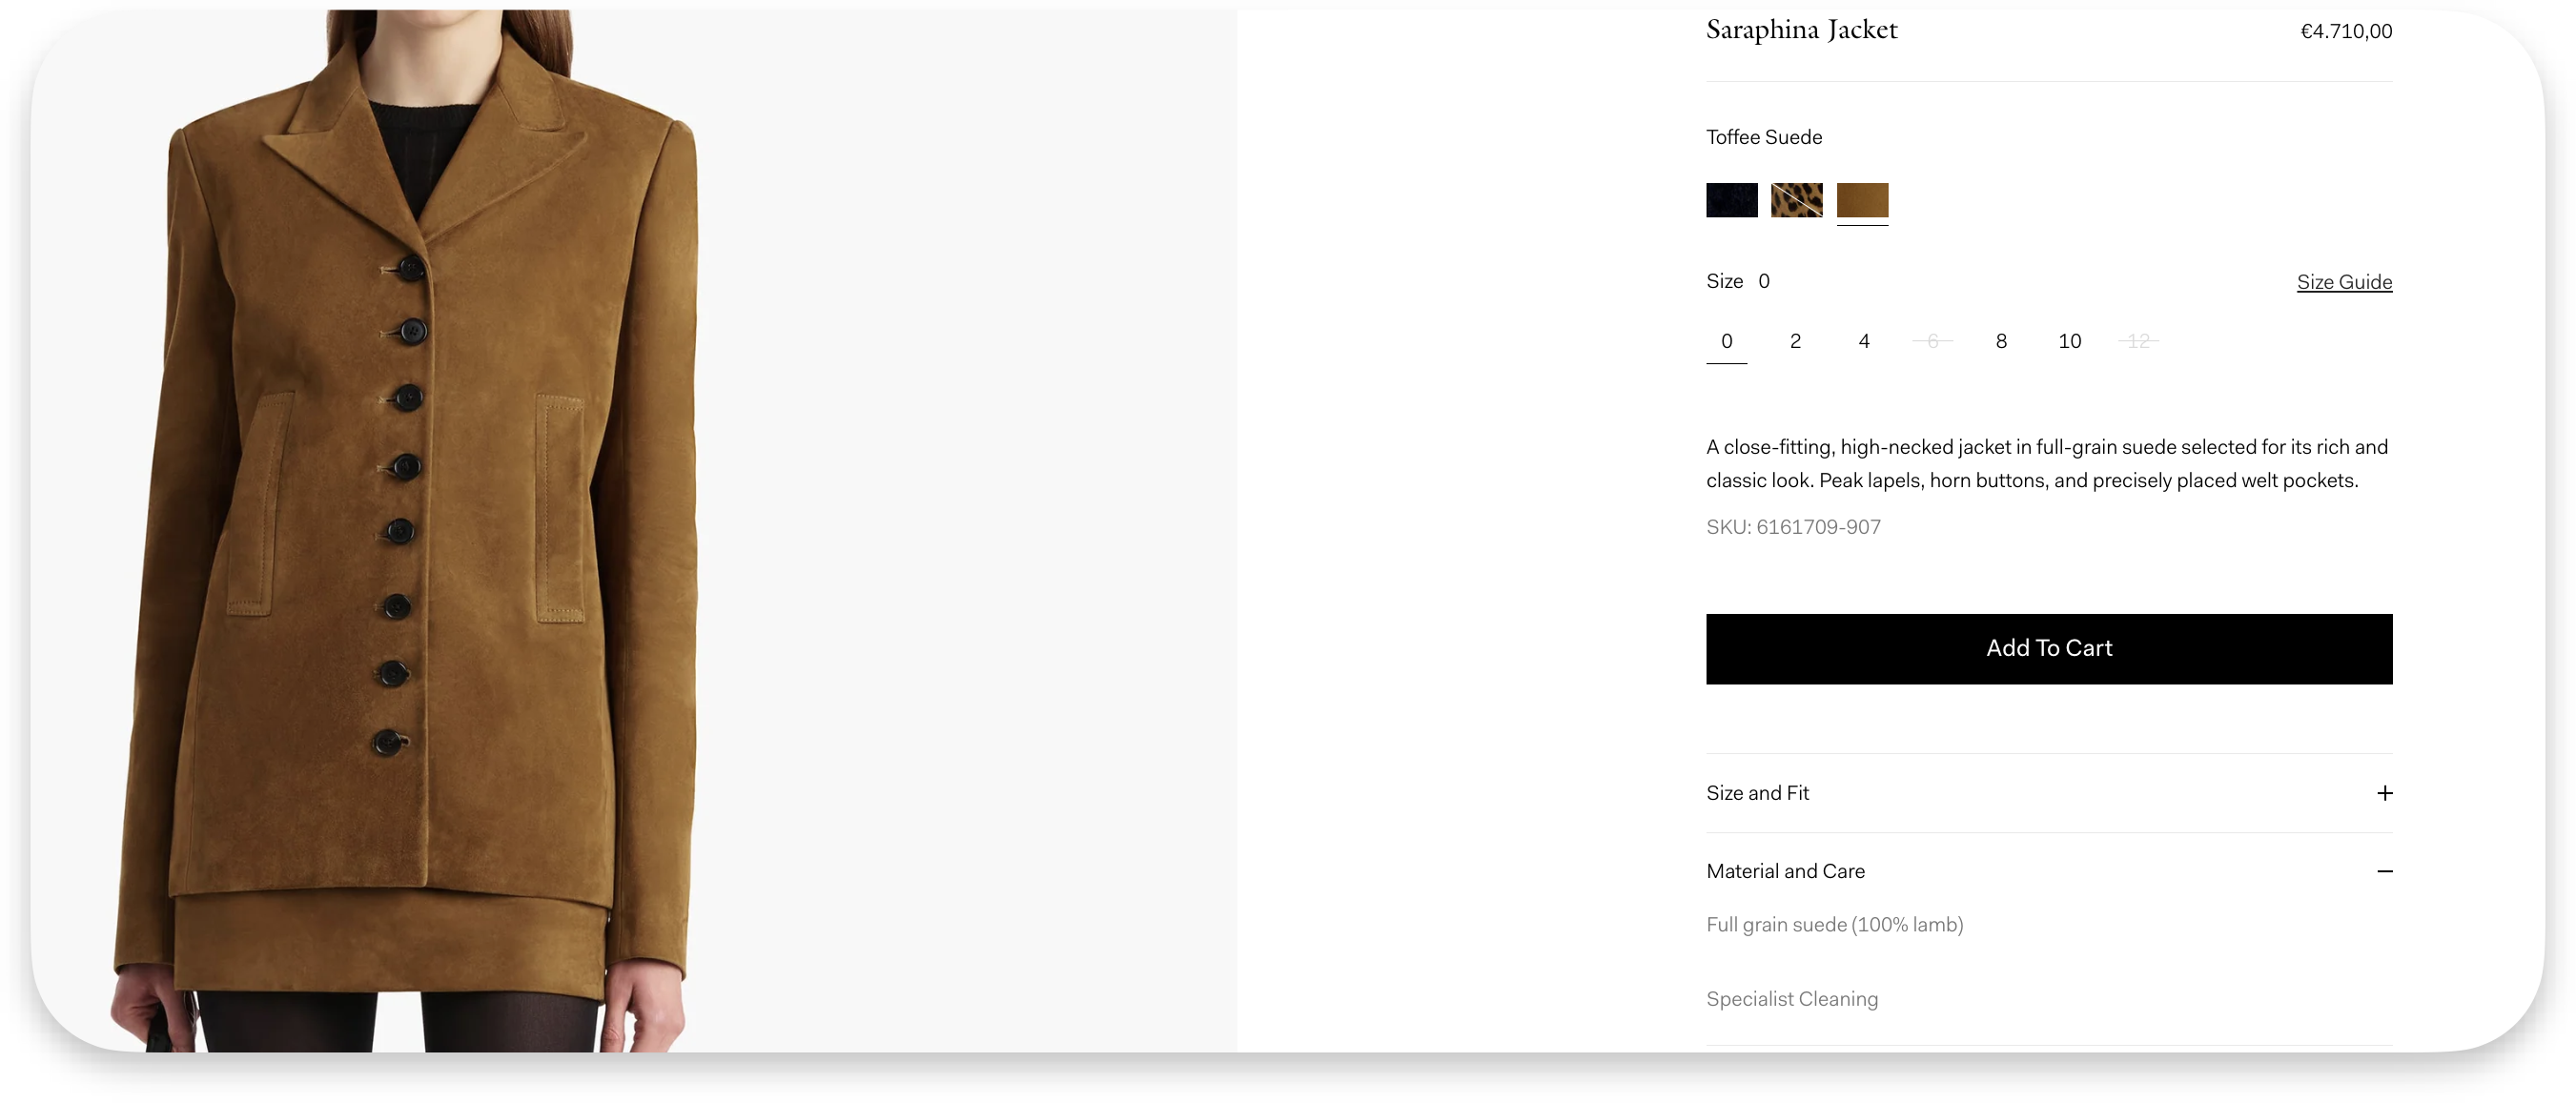 Saraphina Jacket €4.710,00
Toffee Suede
Size 0 Size Guide
0 2 4 6 8 10 12
A close-fitting, high-necked jacket in full-grain suede selected for its rich and
classic look. Peak lapels, horn buttons, and precisely placed welt pockets.
SKU: 6161709-907
Add To Cart
Size and Fit +
Material and Care −
Full grain suede (100% lamb)
Specialist Cleaning